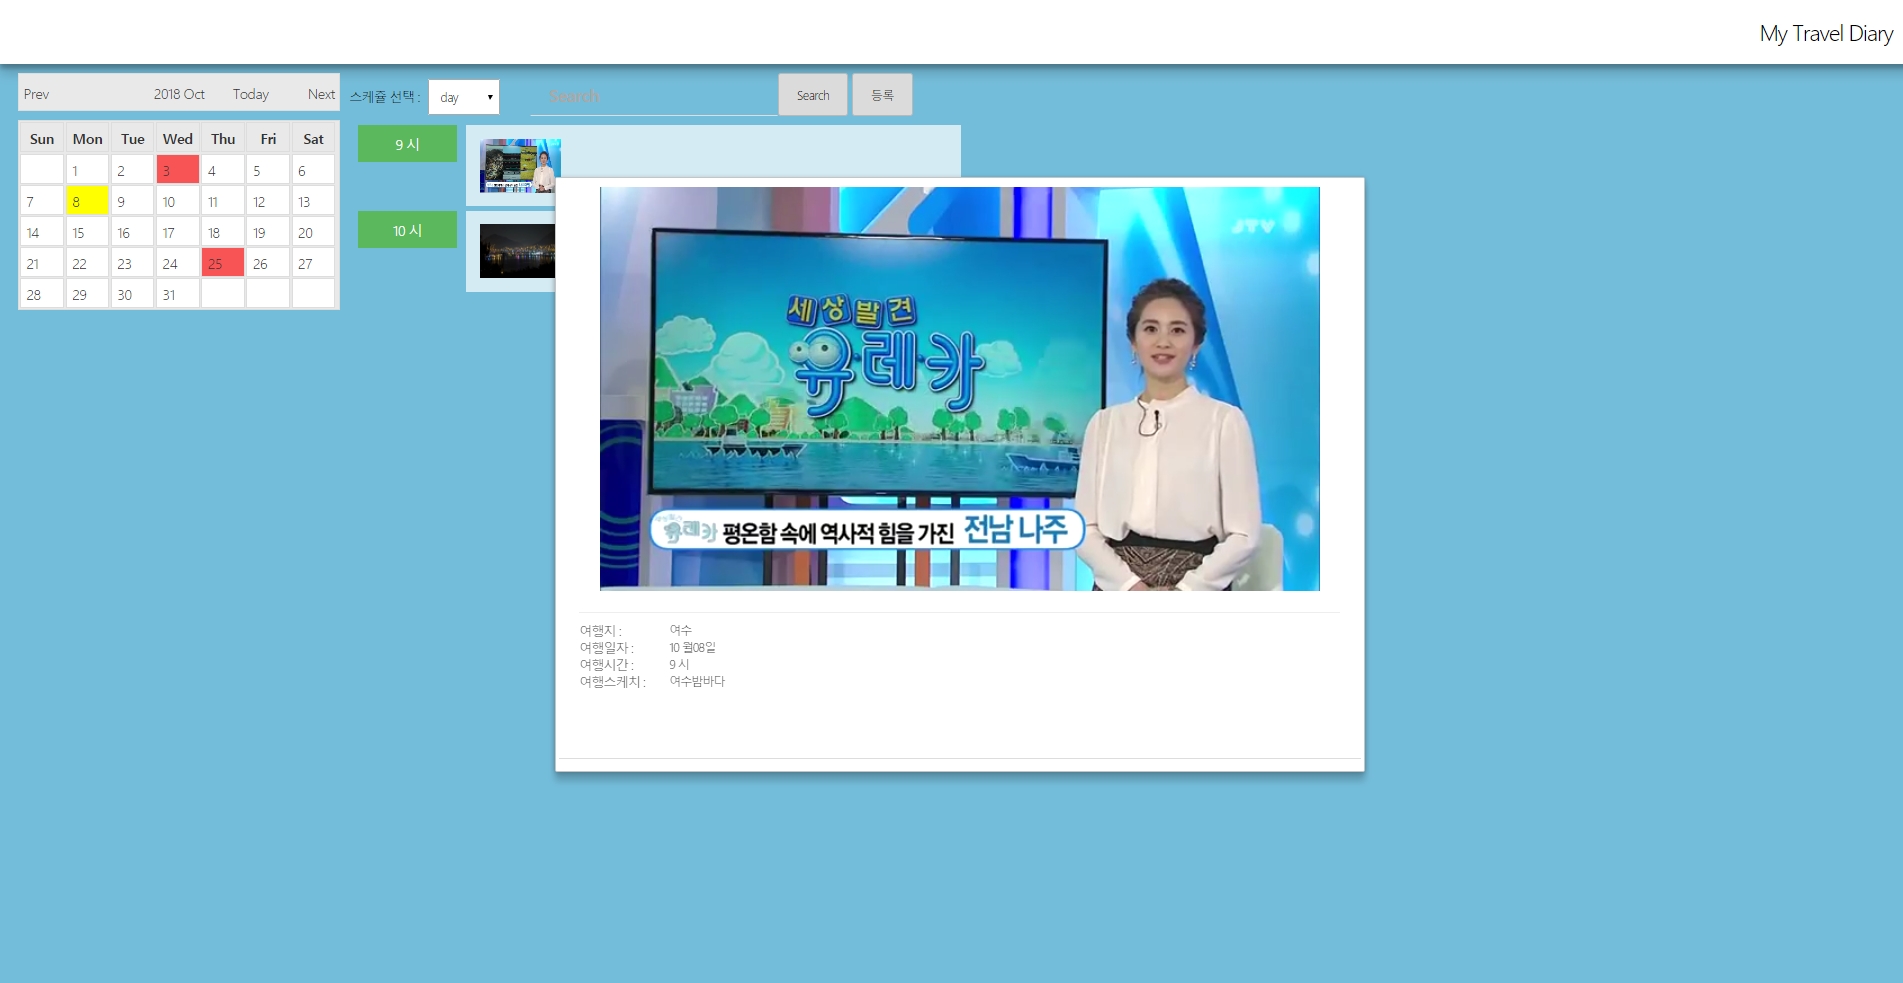 My Travel Diary
Prev 2018 Oct Today Next
스케쥴 선택 : day Search Search 등록
Sun Mon Tue Wed Thu Fri Sat
1 2 3 4 5 6
7 8 9 10 11 12 13
14 15 16 17 18 19 20
21 22 23 24 25 26 27
28 29 30 31
9 시
10 시
JTV
세상발견
유레카
유레카 평온함 속에 역사적 힘을 가진 전남 나주
여행지 : 여수
여행일자 : 10 월08일
여행시간 : 9 시
여행스케치 : 여수밤바다